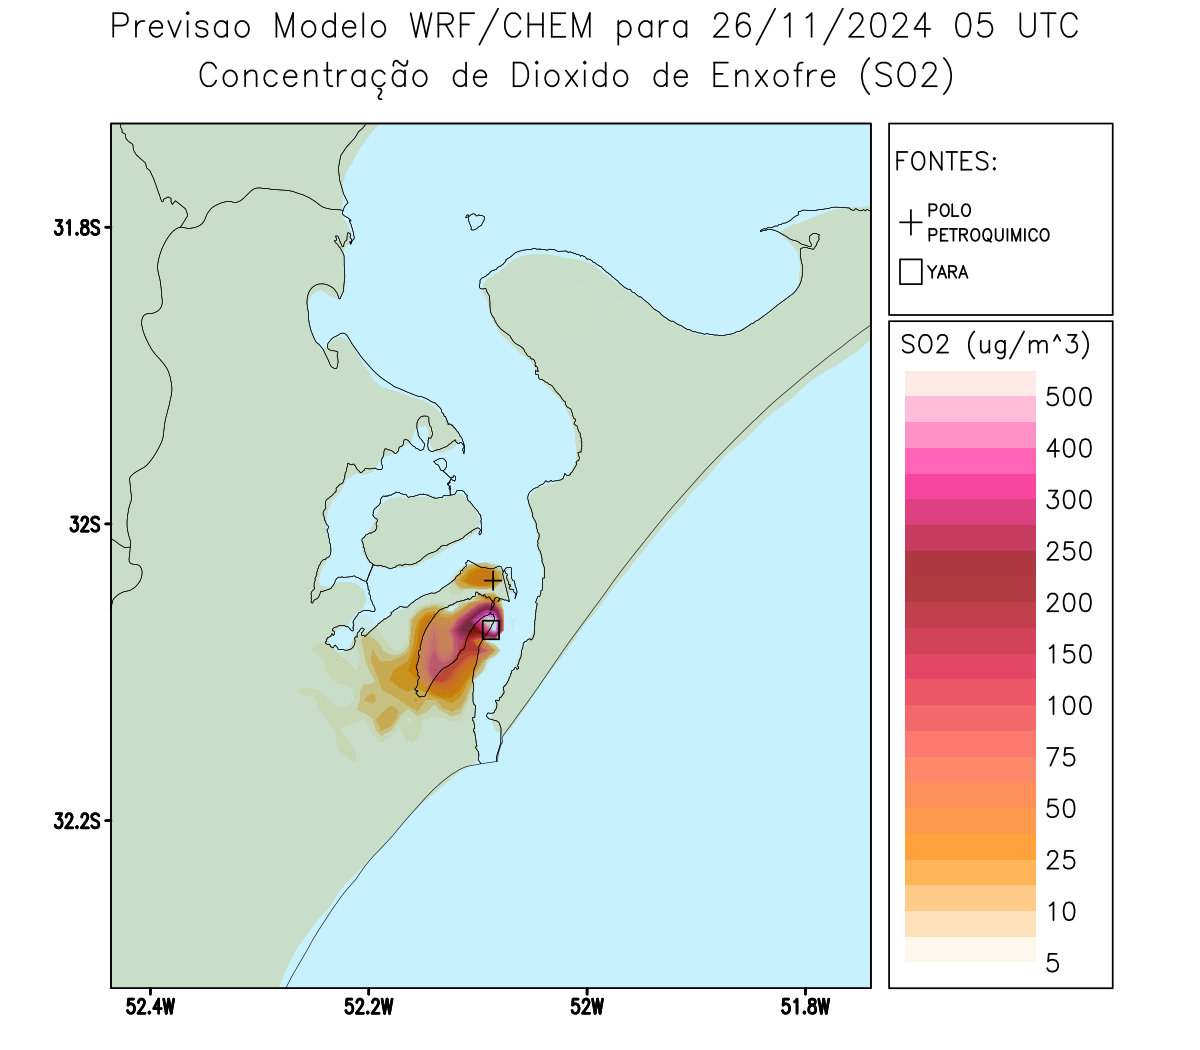 Previsao Modelo WRF/CHEM para 26/11/2024 05 UTC
Concentração de Dioxido de Enxofre (SO2)
FONTES:
POLO
PETROQUIMICO
YARA
SO2 (ug/m^3)
500
400
300
250
200
150
100
75
50
25
10
5
31.8S
32S
32.2S
52.4W
52.2W
52W
51.8W